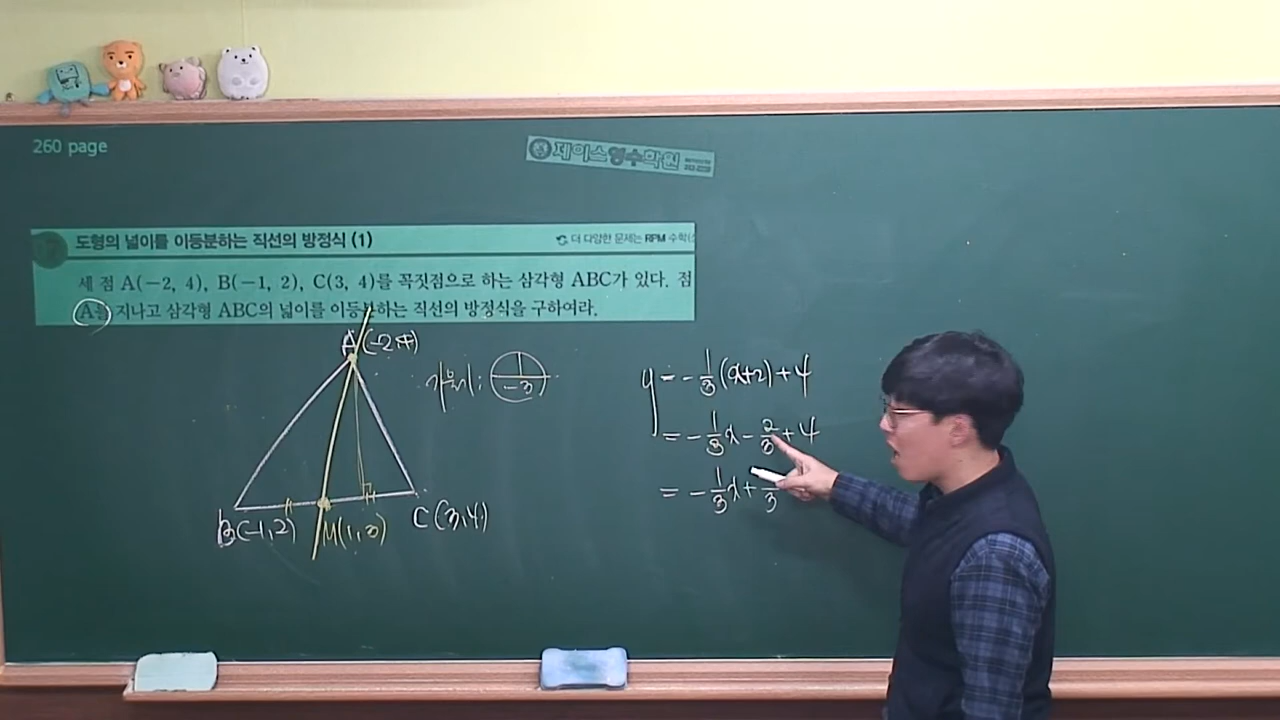 260 page
제이스영수학원
도형의 넓이를 이등분하는 직선의 방정식 (1)
더 다양한 문제는 RPM 수학(
세 점 A(−2, 4), B(−1, 2), C(3, 4)를 꼭짓점으로 하는 삼각형 ABC가 있다. 점
A를 지나고 삼각형 ABC의 넓이를 이등분하는 직선의 방정식을 구하여라.
A(-2,4)
기울기: 1/-3
B(-1,2)
M(1,3)
C(3,4)
y = -1/3(x+2)+4
= -1/3x - 2/3 + 4
= -1/3x + /3